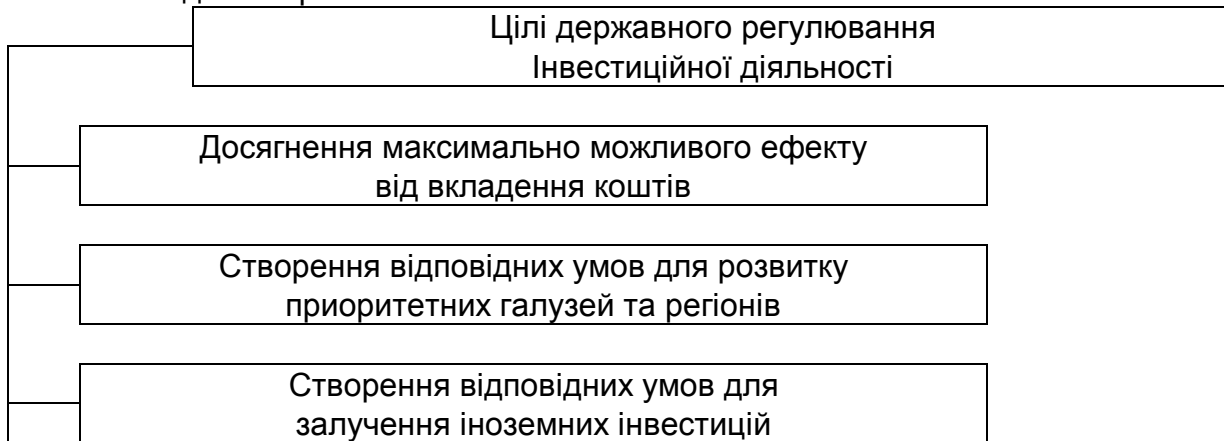 Цілі державного регулювання
Інвестиційної діяльності
Досягнення максимально можливого ефекту
від вкладення коштів
Створення відповідних умов для розвитку
приоритетних галузей та регіонів
Створення відповідних умов для
залучення іноземних інвестицій